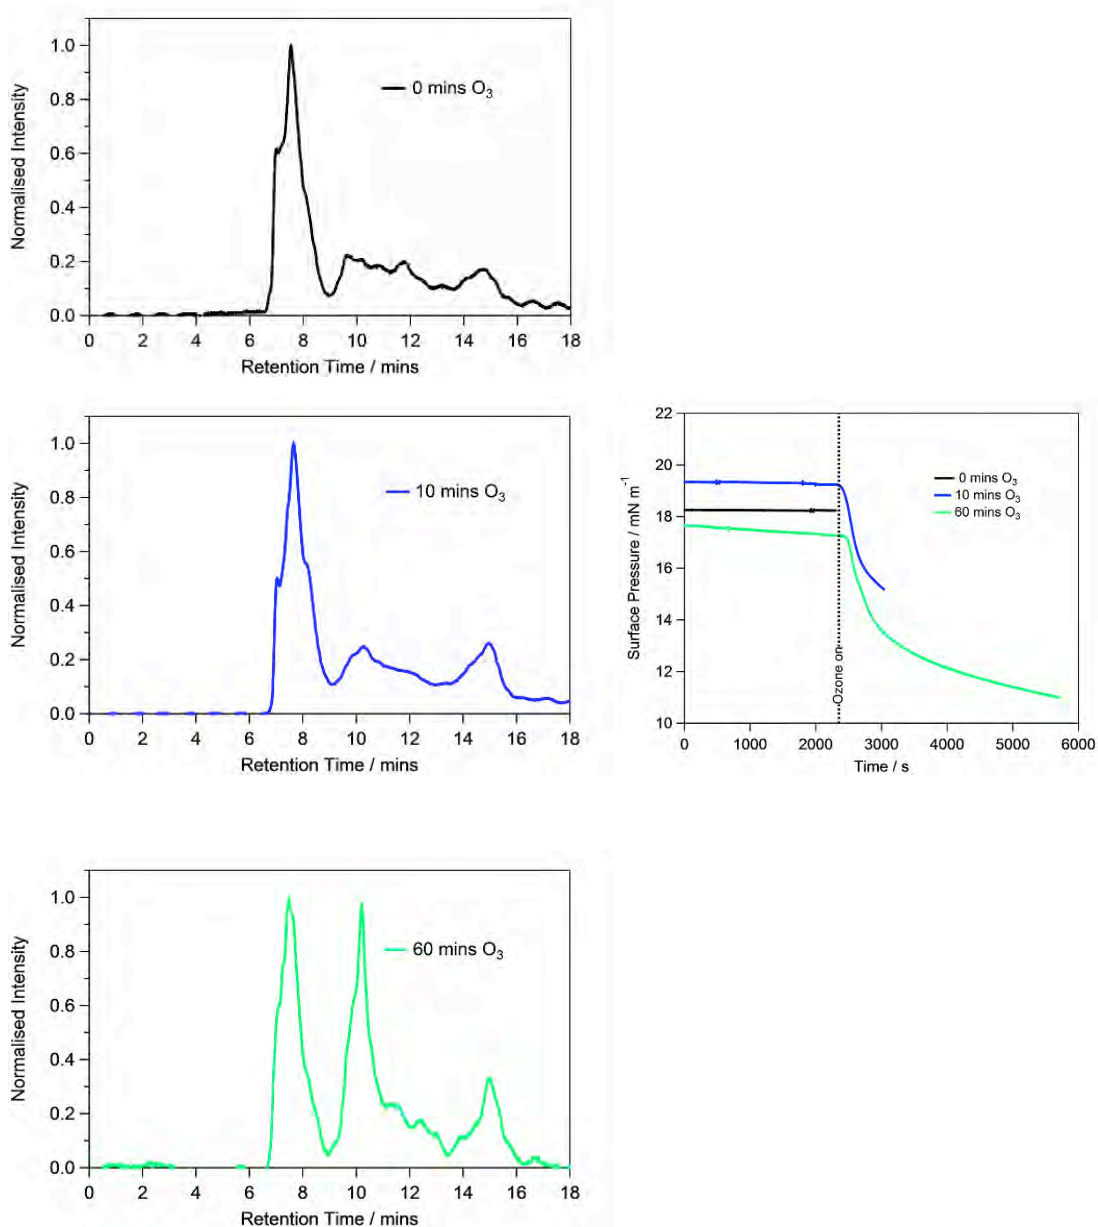 1.0
0.8
0.6
0.4
0.2
0.0
Normalised Intensity
0 mins O₃
0 2 4 6 8 10 12 14 16 18
Retention Time / mins
1.0
0.8
0.6
0.4
0.2
0.0
Normalised Intensity
10 mins O₃
0 2 4 6 8 10 12 14 16 18
Retention Time / mins
22
20
18
16
14
12
10
Surface Pressure / mN m⁻¹
0 mins O₃
10 mins O₃
60 mins O₃
Ozone on
0 1000 2000 3000 4000 5000 6000
Time / s
1.0
0.8
0.6
0.4
0.2
0.0
Normalised Intensity
60 mins O₃
0 2 4 6 8 10 12 14 16 18
Retention Time / mins